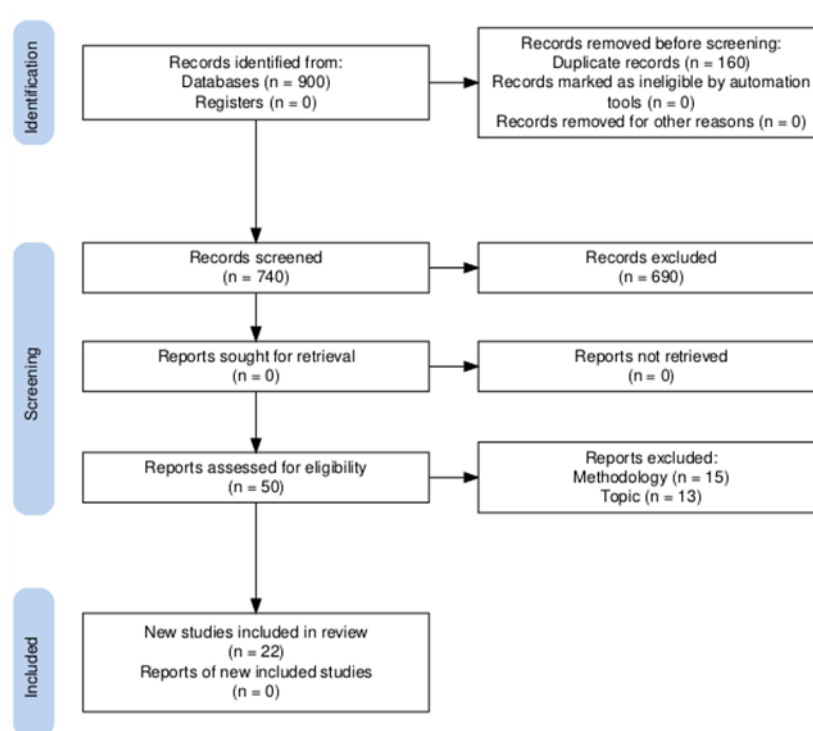 Identification
Records identified from:
Databases (n = 900)
Registers (n = 0)
Records removed before screening:
Duplicate records (n = 160)
Records marked as ineligible by automation
tools (n = 0)
Records removed for other reasons (n = 0)
Screening
Records screened
(n = 740)
Records excluded
(n = 690)
Reports sought for retrieval
(n = 0)
Reports not retrieved
(n = 0)
Reports assessed for eligibility
(n = 50)
Reports excluded:
Methodology (n = 15)
Topic (n = 13)
Included
New studies included in review
(n = 22)
Reports of new included studies
(n = 0)